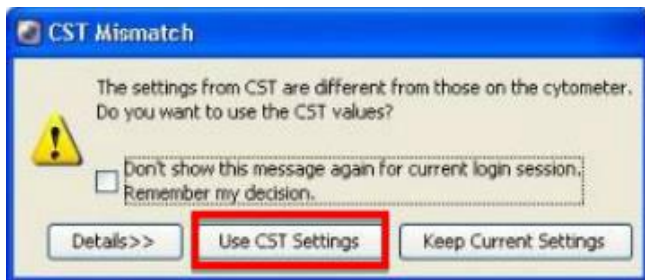 CST Mismatch
The settings from CST are different from those on the cytometer.
Do you want to use the CST values?
Don't show this message again for current login session.
Remember my decision.
Details>> Use CST Settings Keep Current Settings